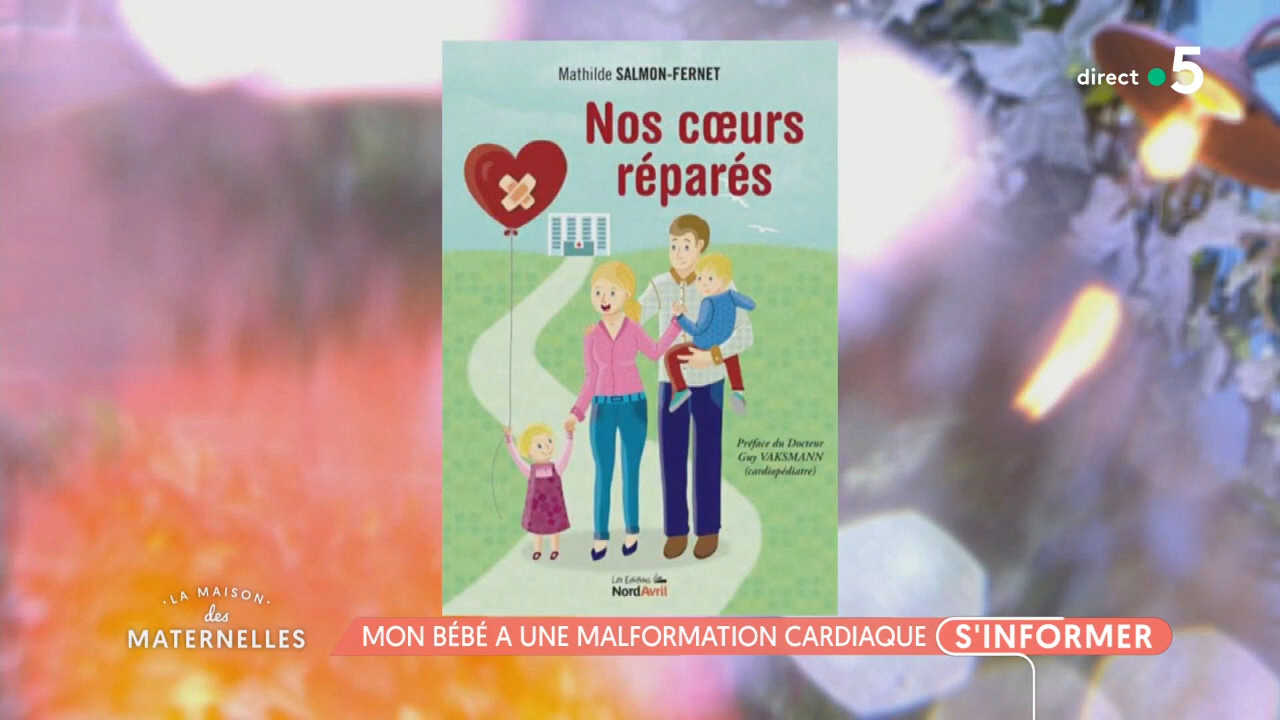 direct 5
Mathilde SALMON-FERNET
Nos cœurs
réparés
Préface du Docteur
Guy VAKSMANN
(cardiopédiatre)
Les Editions
NordAvril
·LA MAISON·
des
MATERNELLES
MON BÉBÉ A UNE MALFORMATION CARDIAQUE S'INFORMER